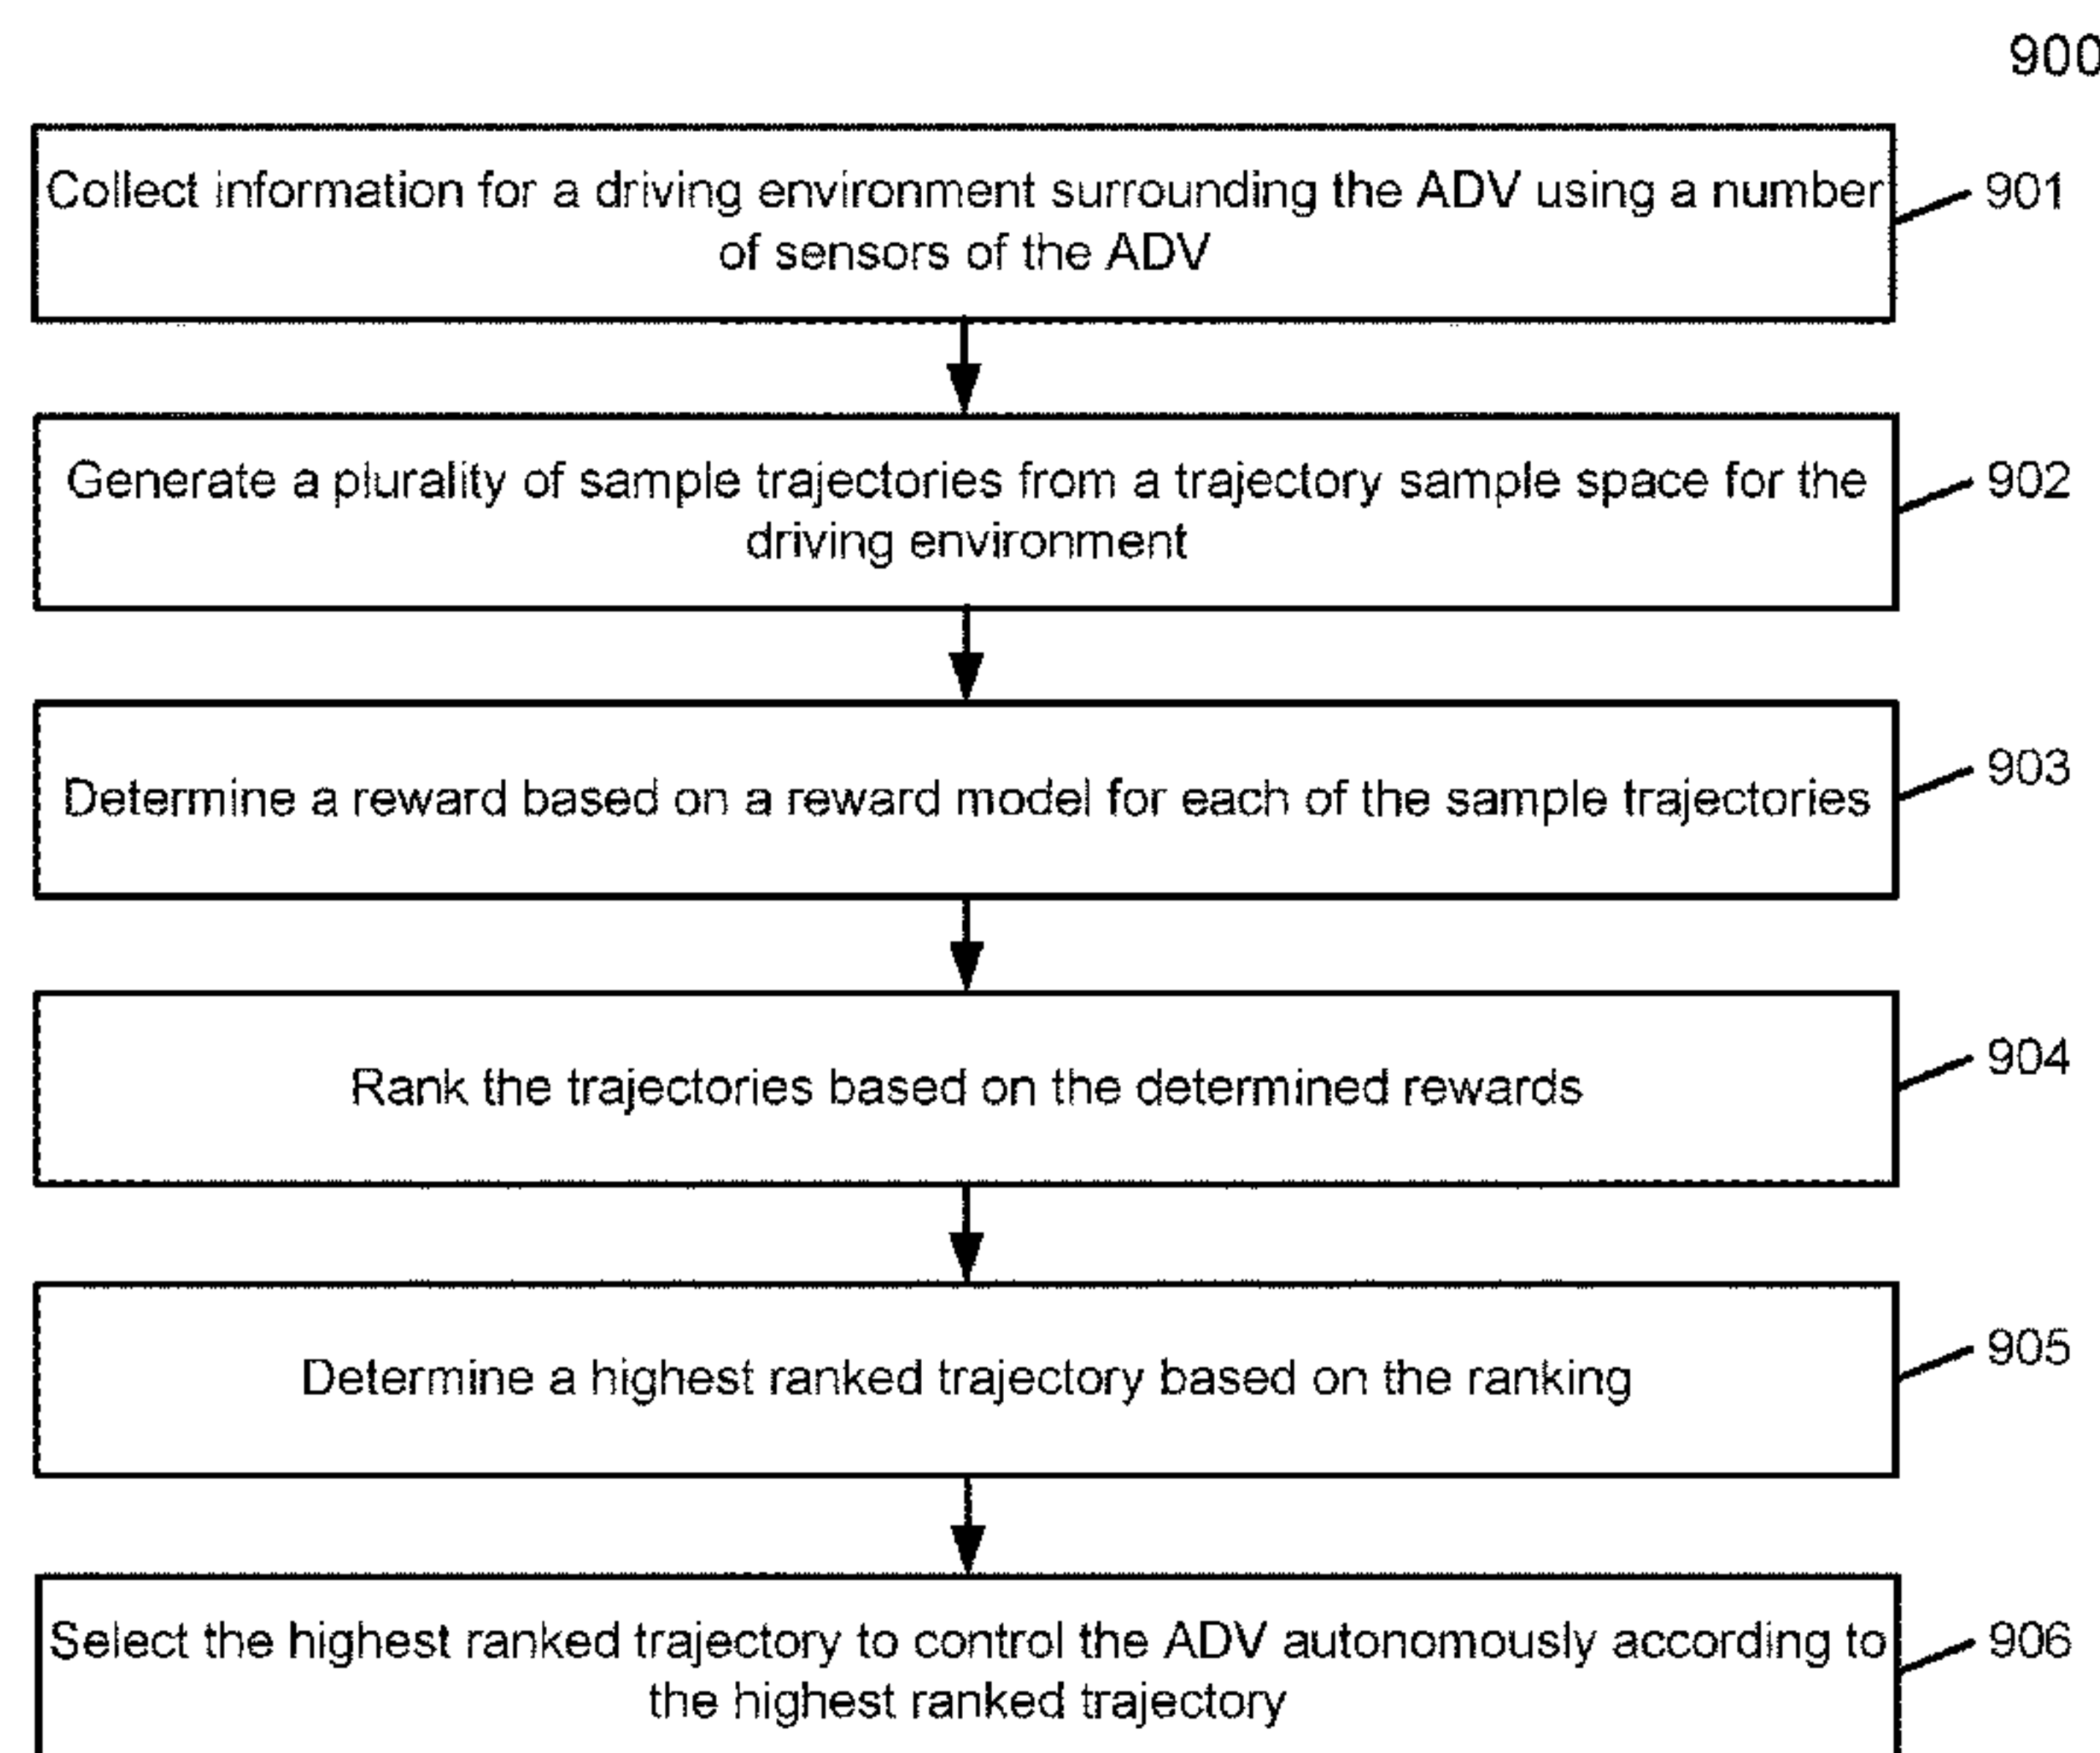 900
Collect information for a driving environment surrounding the ADV using a number
of sensors of the ADV
901
Generate a plurality of sample trajectories from a trajectory sample space for the
driving environment
902
Determine a reward based on a reward model for each of the sample trajectories
903
Rank the trajectories based on the determined rewards
904
Determine a highest ranked trajectory based on the ranking
905
Select the highest ranked trajectory to control the ADV autonomously according to
the highest ranked trajectory
906